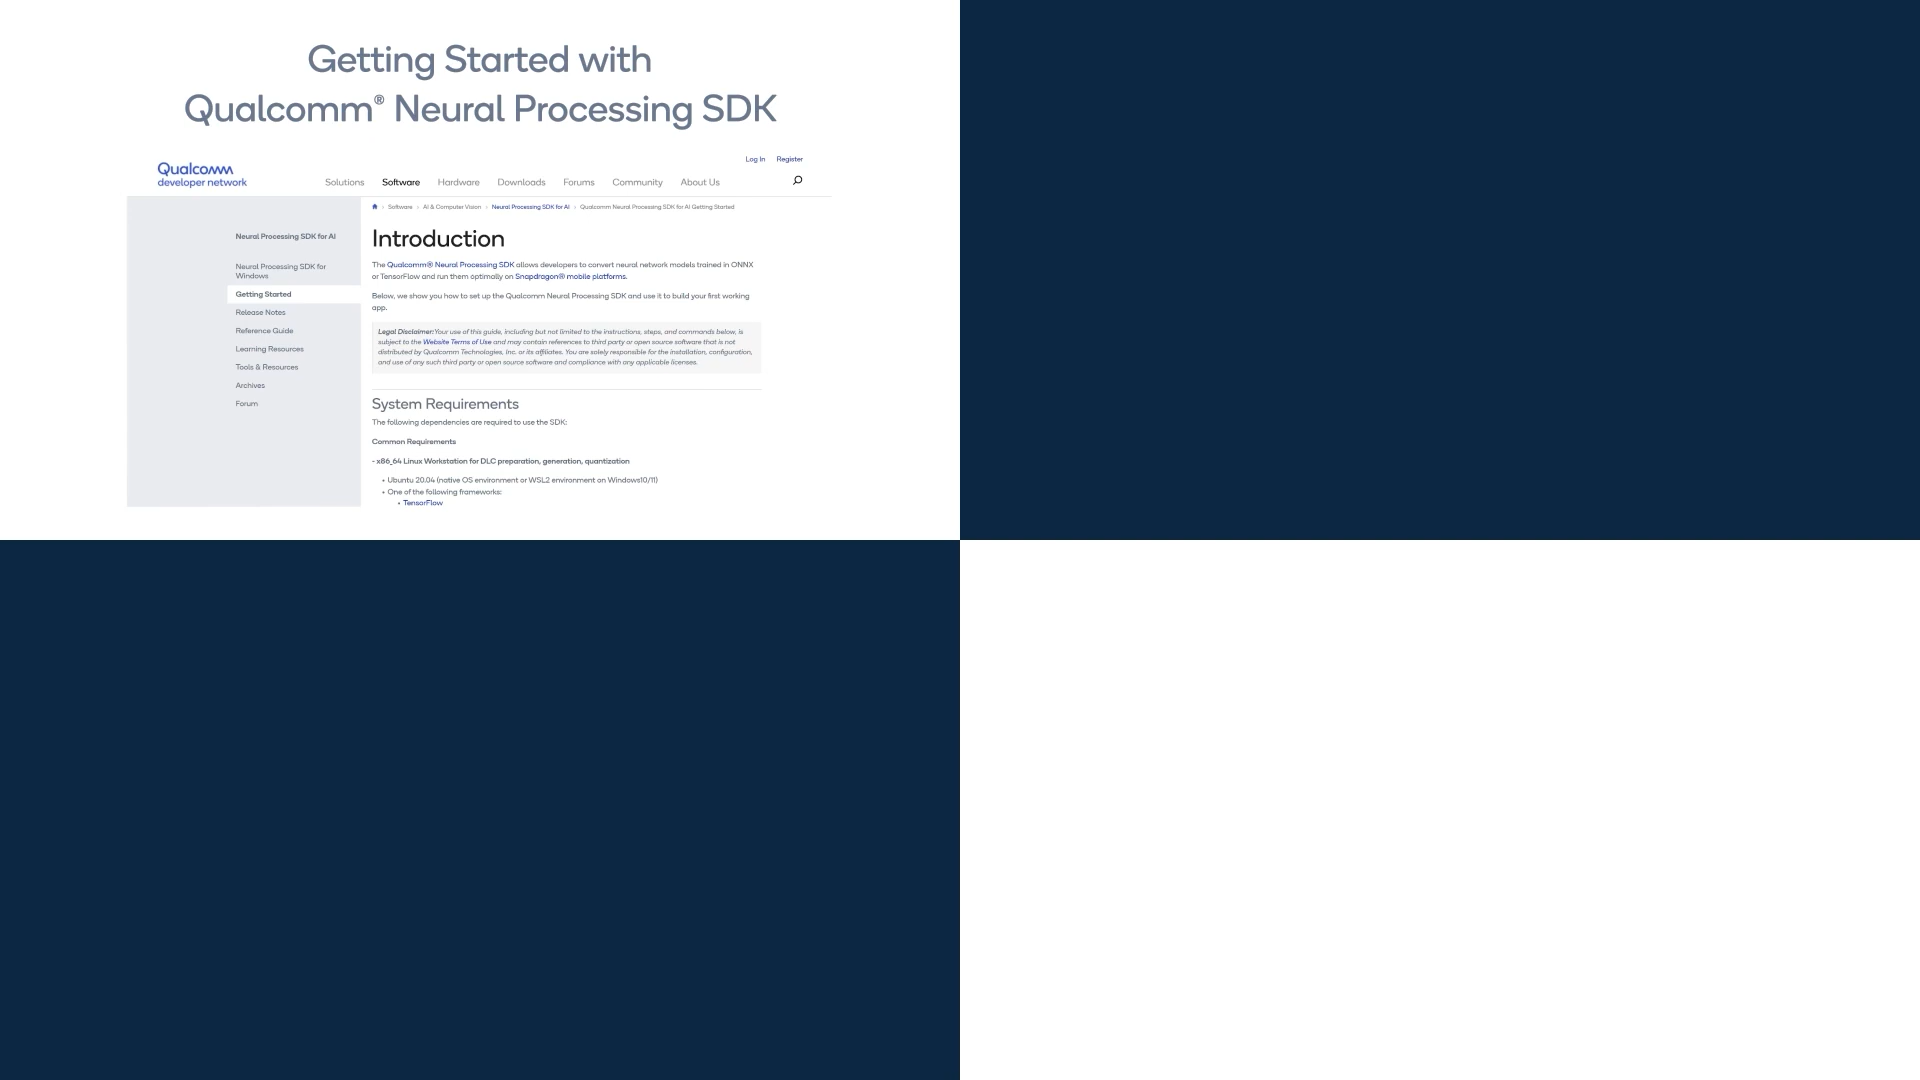 Getting Started with
Qualcomm® Neural Processing SDK
Log In Register
Qualcomm
developer network
Solutions Software Hardware Downloads Forums Community About Us
› Software › AI & Computer Vision › Neural Processing SDK for AI › Qualcomm Neural Processing SDK for AI Getting Started
Neural Processing SDK for AI
Neural Processing SDK for
Windows
Getting Started
Release Notes
Reference Guide
Learning Resources
Tools & Resources
Archives
Forum
Introduction
The Qualcomm® Neural Processing SDK allows developers to convert neural network models trained in ONNX
or TensorFlow and run them optimally on Snapdragon® mobile platforms.
Below, we show you how to set up the Qualcomm Neural Processing SDK and use it to build your first working
app.
Legal Disclaimer:Your use of this guide, including but not limited to the instructions, steps, and commands below, is
subject to the Website Terms of Use and may contain references to third party or open source software that is not
distributed by Qualcomm Technologies, Inc. or its affiliates. You are solely responsible for the installation, configuration,
and use of any such third party or open source software and compliance with any applicable licenses.
System Requirements
The following dependencies are required to use the SDK:
Common Requirements
- x86_64 Linux Workstation for DLC preparation, generation, quantization
• Ubuntu 20.04 (native OS environment or WSL2 environment on Windows10/11)
• One of the following frameworks:
• TensorFlow